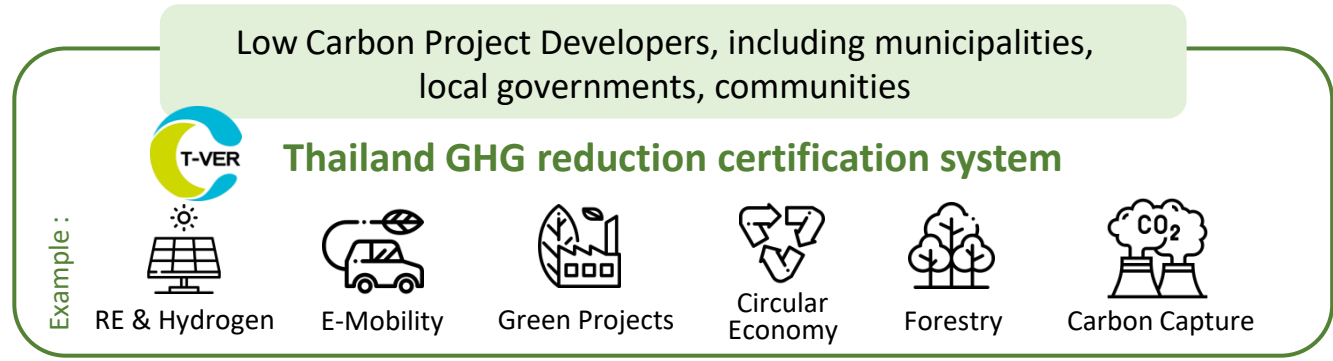 Low Carbon Project Developers, including municipalities,
local governments, communities
T-VER
Thailand GHG reduction certification system
Example :
RE & Hydrogen
E-Mobility
Green Projects
Circular
Economy
Forestry
CO2
Carbon Capture